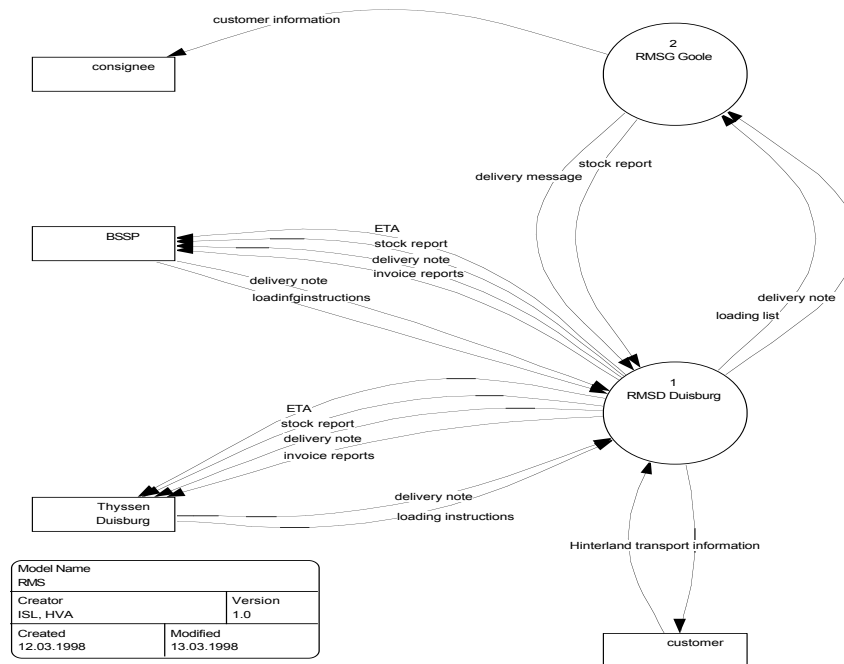 customer information
2
RMSG Goole
consignee
stock report
delivery message
BSSP
ETA
stock report
delivery note
invoice reports
delivery note
loadinfginstructions
delivery note
loading list
1
RMSD Duisburg
ETA
stock report
delivery note
invoice reports
delivery note
loading instructions
Thyssen
Duisburg
Hinterland transport information
customer
Model Name
RMS
Creator
ISL, HVA
Version
1.0
Created
12.03.1998
Modified
13.03.1998